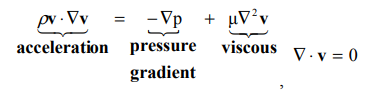 ρv · ∇v = −∇p + μ∇²v
acceleration pressure viscous ∇ · v = 0
gradient
,